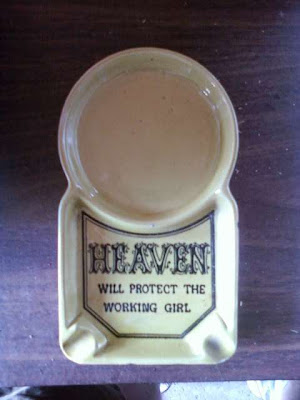 HEAVEN
WILL PROTECT THE
WORKING GIRL